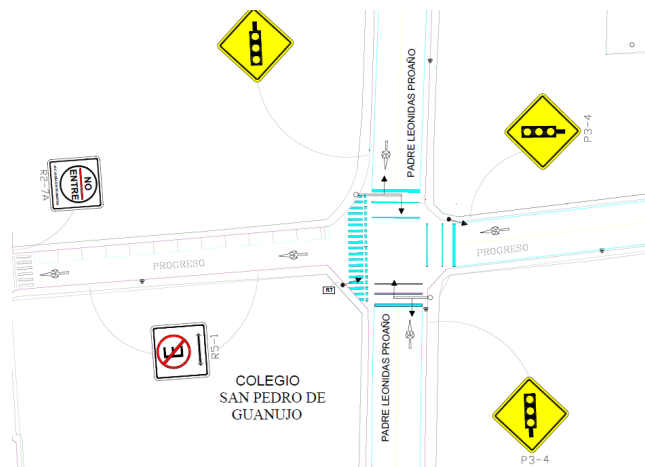 PADRE LEONIDAS PROAÑO
P3-4
R2-7A
NO
ENTRE
PROGRESO
PROGRESO
E
R5-1
COLEGIO
SAN PEDRO DE
GUANUJO
PADRE LEONIDAS PROAÑO
P3-4